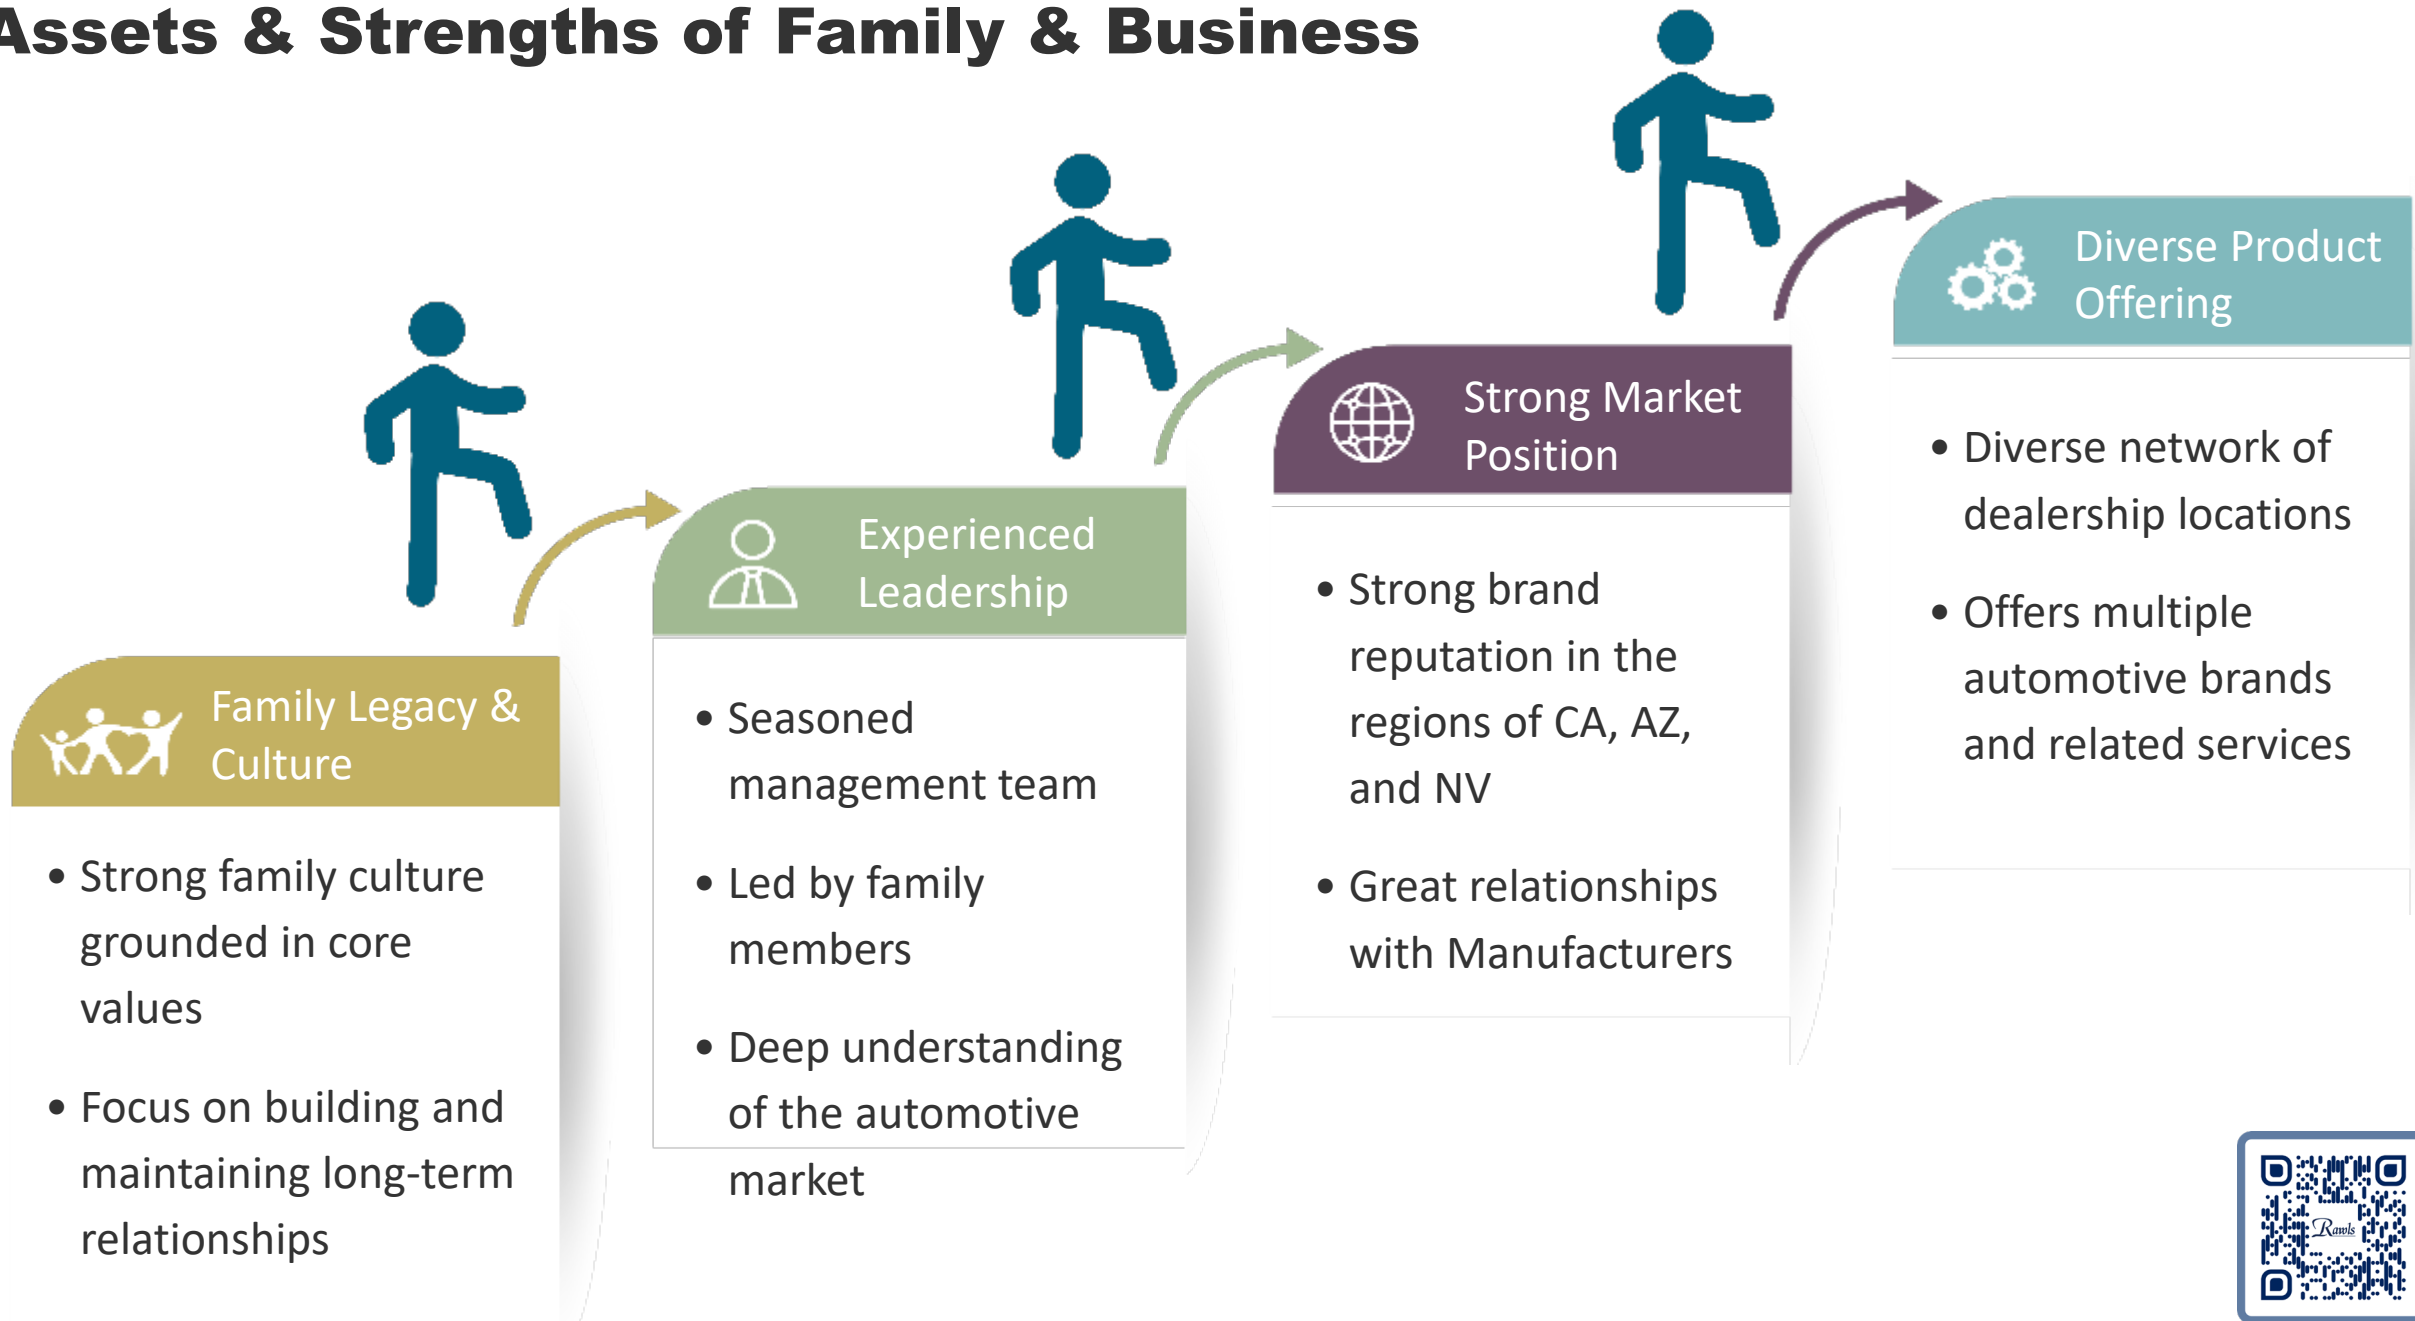 Assets & Strengths of Family & Business
Family Legacy &
Culture
• Strong family culture
grounded in core
values
• Focus on building and
maintaining long-term
relationships
Experienced
Leadership
• Seasoned
management team
• Led by family
members
• Deep understanding
of the automotive
market
Strong Market
Position
• Strong brand
reputation in the
regions of CA, AZ,
and NV
• Great relationships
with Manufacturers
Diverse Product
Offering
• Diverse network of
dealership locations
• Offers multiple
automotive brands
and related services
Rawls